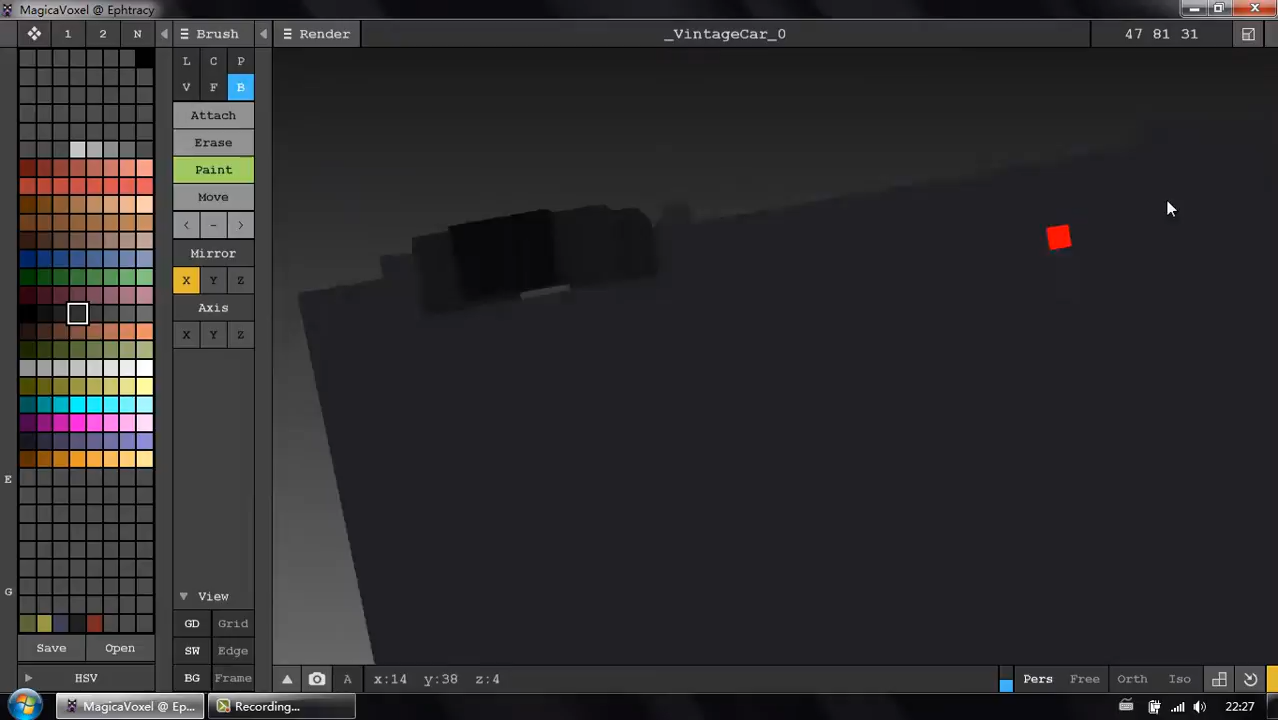 MagicaVoxel @ Ephtracy
1 2 N
Brush
Render
_VintageCar_0
47 81 31
L C P
V F B
Attach
Erase
Paint
Move
< - >
Mirror
X Y Z
Axis
X Y Z
E
View
G
GD Grid
Save Open
SW Edge
HSV
BG Frame
A
x:14 y:38 z:4
Pers Free Orth Iso
MagicaVoxel @ Ep...
Recording...
22:27